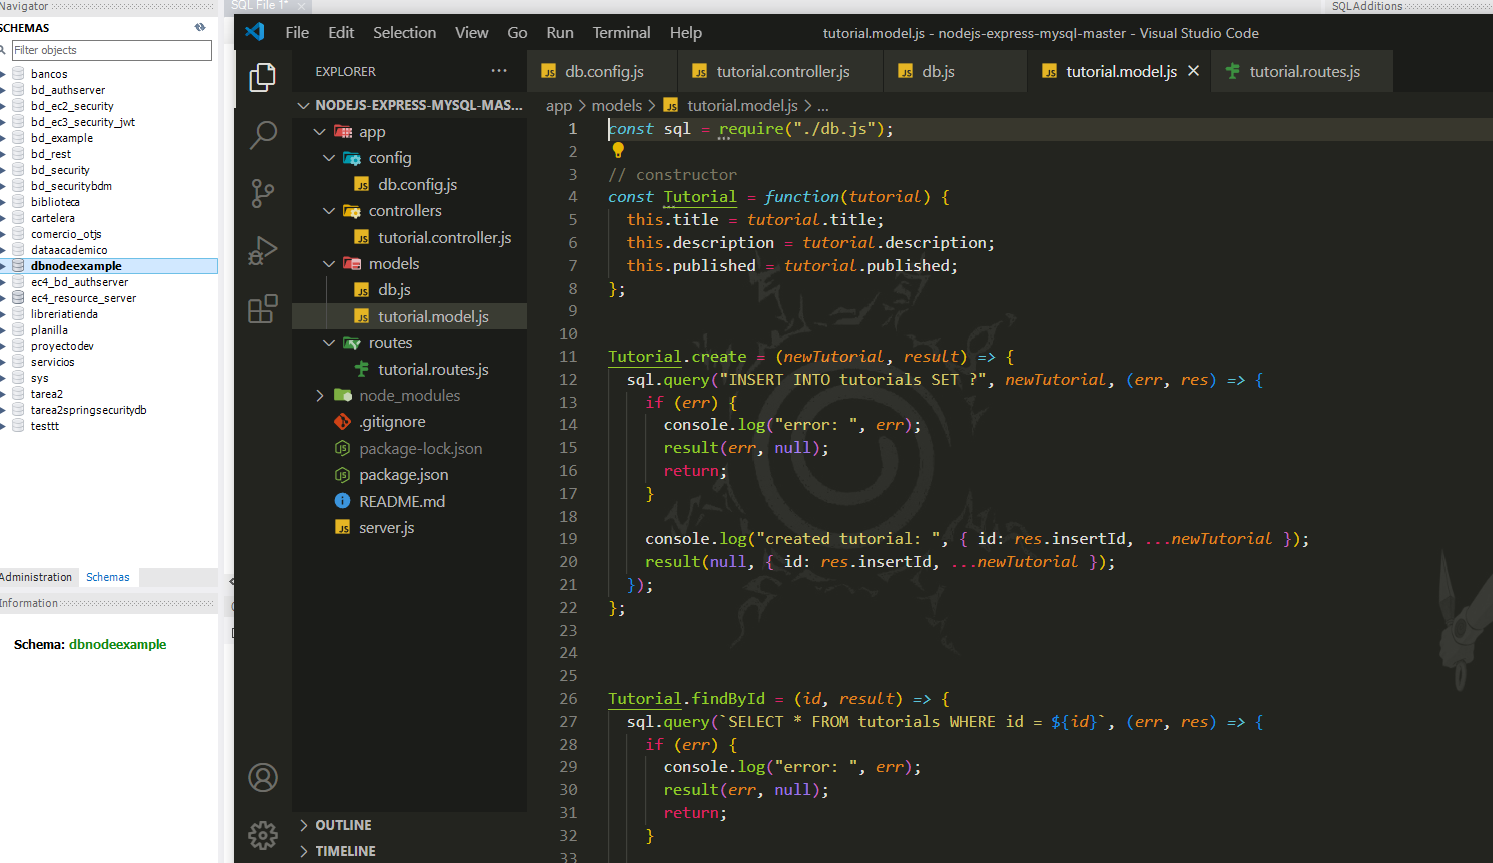 Navigator
SCHEMAS
Filter objects
bancos
bd_authserver
bd_ec2_security
bd_ec3_security_jwt
bd_example
bd_rest
bd_security
bd_securitybdm
biblioteca
cartelera
comercio_otjs
dataacademico
dbnodeexample
ec4_bd_authserver
ec4_resource_server
libreriatienda
planilla
proyectodev
servicios
sys
tarea2
tarea2springsecuritydb
testtt
Administration Schemas
Information
Schema: dbnodeexample
SQL File 1*
SQLAdditions
File Edit Selection View Go Run Terminal Help
tutorial.model.js - nodejs-express-mysql-master - Visual Studio Code
EXPLORER
NODEJS-EXPRESS-MYSQL-MAS...
app
config
JS db.config.js
controllers
JS tutorial.controller.js
models
JS db.js
JS tutorial.model.js
routes
tutorial.routes.js
node_modules
.gitignore
package-lock.json
package.json
README.md
JS server.js
OUTLINE
TIMELINE
JS db.config.js JS tutorial.controller.js JS db.js JS tutorial.model.js tutorial.routes.js
app > models > JS tutorial.model.js > ...
1 const sql = require("./db.js");
2
3 // constructor
4 const Tutorial = function(tutorial) {
5 this.title = tutorial.title;
6 this.description = tutorial.description;
7 this.published = tutorial.published;
8 };
9
10
11 Tutorial.create = (newTutorial, result) => {
12 sql.query("INSERT INTO tutorials SET ?", newTutorial, (err, res) => {
13 if (err) {
14 console.log("error: ", err);
15 result(err, null);
16 return;
17 }
18
19 console.log("created tutorial: ", { id: res.insertId, ...newTutorial });
20 result(null, { id: res.insertId, ...newTutorial });
21 });
22 };
23
24
25
26 Tutorial.findById = (id, result) => {
27 sql.query(`SELECT * FROM tutorials WHERE id = ${id}`, (err, res) => {
28 if (err) {
29 console.log("error: ", err);
30 result(err, null);
31 return;
32 }
33